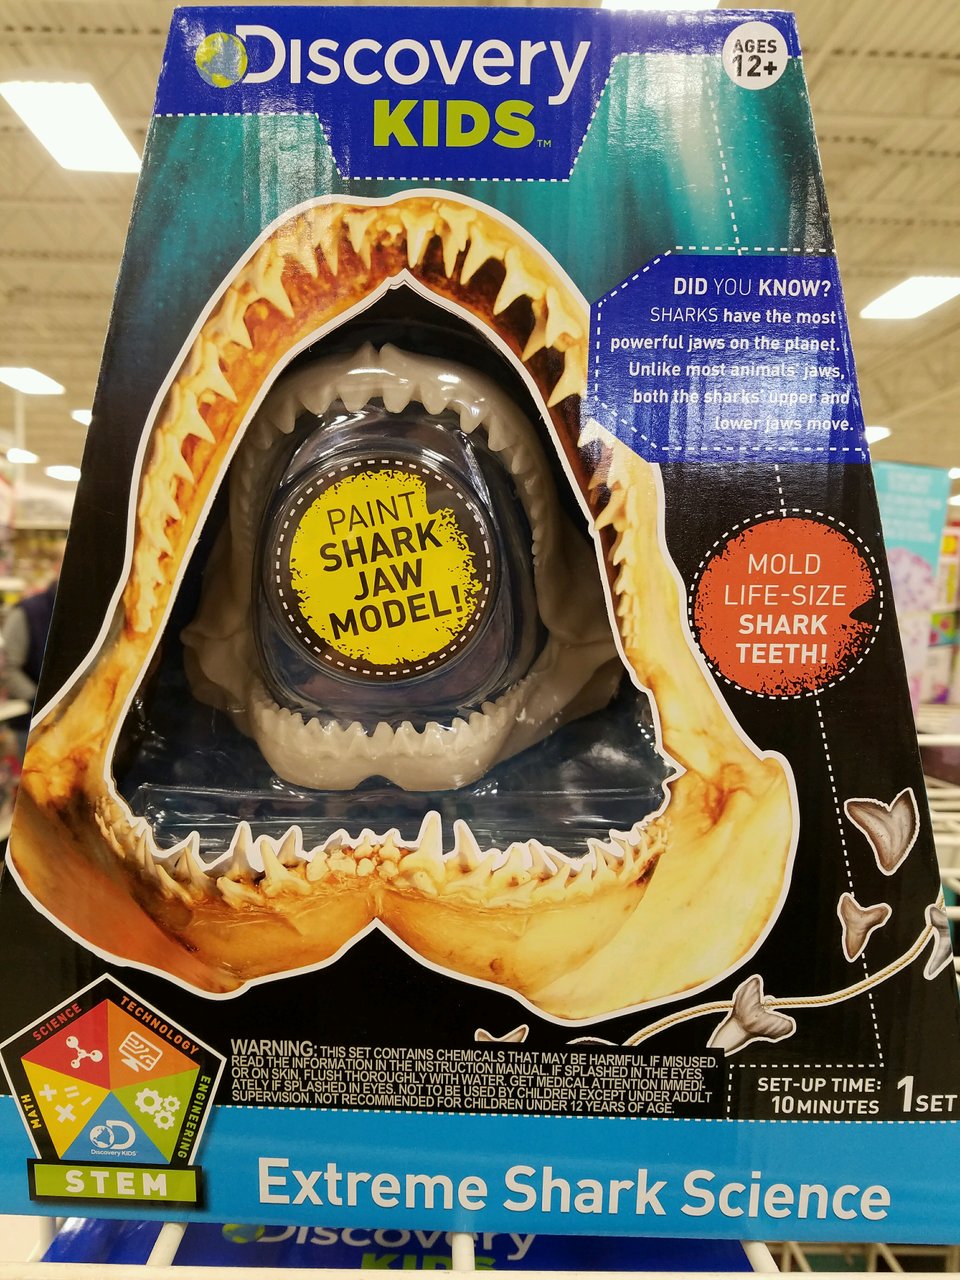 Discovery
KIDS™
AGES
12+
DID YOU KNOW?
SHARKS have the most
powerful jaws on the planet.
Unlike most animals' jaws,
both the sharks' upper and
lower jaws move.
PAINT
SHARK
JAW
MODEL!
MOLD
LIFE-SIZE
SHARK
TEETH!
SCIENCE
TECHNOLOGY
ENGINEERING
MATH
D
Discovery KIDS
STEM
WARNING: THIS SET CONTAINS CHEMICALS THAT MAY BE HARMFUL IF MISUSED.
READ THE INFORMATION IN THE INSTRUCTION MANUAL. IF SPLASHED IN THE EYES
OR ON SKIN, FLUSH THOROUGHLY WITH WATER. GET MEDICAL ATTENTION IMMEDI-
ATELY IF SPLASHED IN EYES. NOT TO BE USED BY CHILDREN EXCEPT UNDER ADULT
SUPERVISION. NOT RECOMMENDED FOR CHILDREN UNDER 12 YEARS OF AGE.
SET-UP TIME:
10 MINUTES
1 SET
Extreme Shark Science
Discovery
KIDS